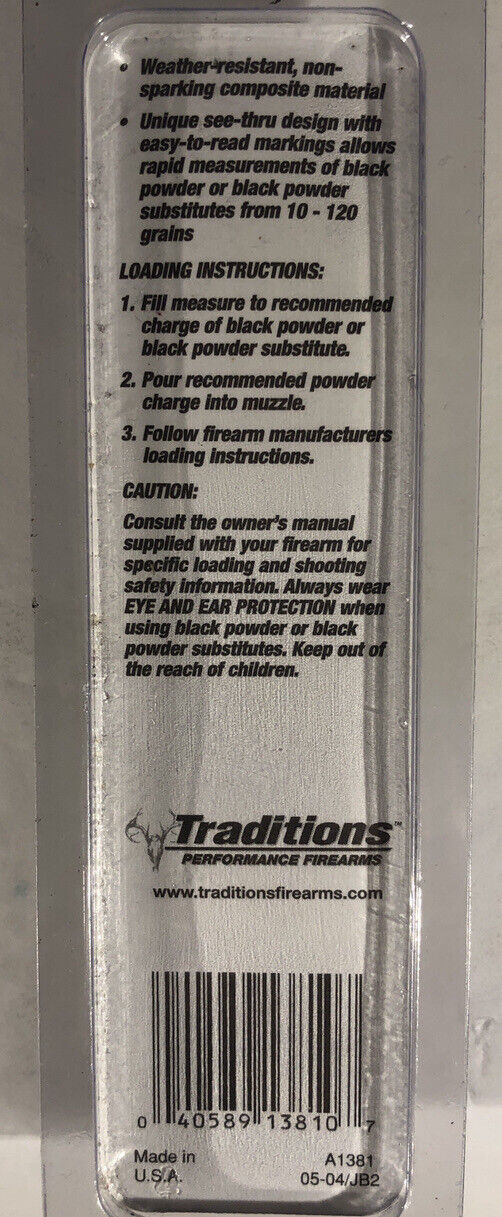 • Weather-resistant, non-
sparking composite material
• Unique see-thru design with
easy-to-read markings allows
rapid measurements of black
powder or black powder
substitutes from 10 - 120
grains
LOADING INSTRUCTIONS:
1. Fill measure to recommended
charge of black powder or
black powder substitute.
2. Pour recommended powder
charge into muzzle.
3. Follow firearm manufacturers
loading instructions.
CAUTION:
Consult the owner's manual
supplied with your firearm for
specific loading and shooting
safety information. Always wear
EYE AND EAR PROTECTION when
using black powder or black
powder substitutes. Keep out of
the reach of children.
Traditions™
PERFORMANCE FIREARMS
www.traditionsfirearms.com
0 40589 13810 7
Made in A1381
U.S.A. 05-04/JB2